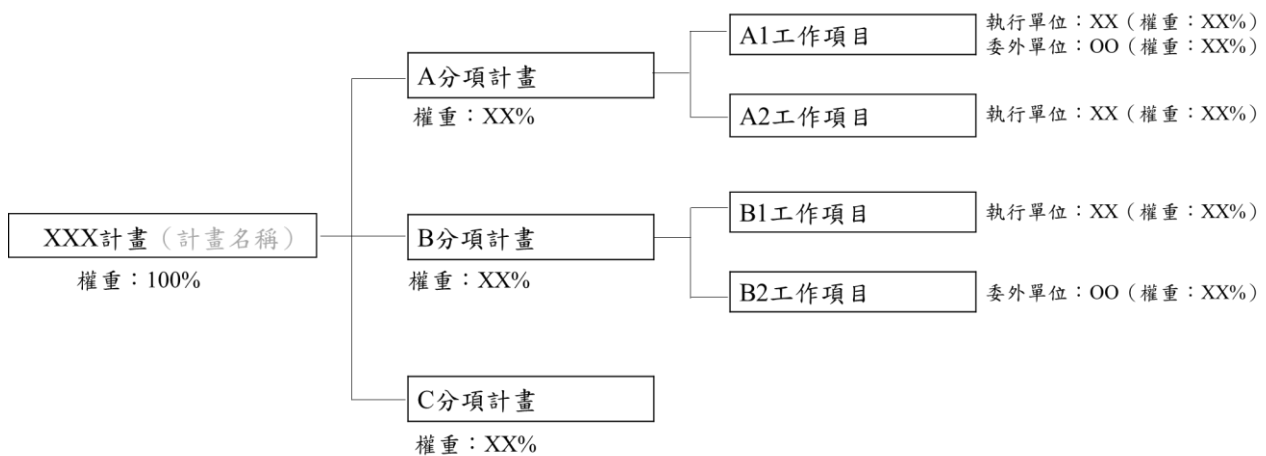 A1工作項目
執行單位：XX（權重：XX%）
委外單位：OO（權重：XX%）
A分項計畫
權重：XX%
A2工作項目
執行單位：XX（權重：XX%）
XXX計畫（計畫名稱）
權重：100%
B分項計畫
權重：XX%
B1工作項目
執行單位：XX（權重：XX%）
B2工作項目
委外單位：OO（權重：XX%）
C分項計畫
權重：XX%